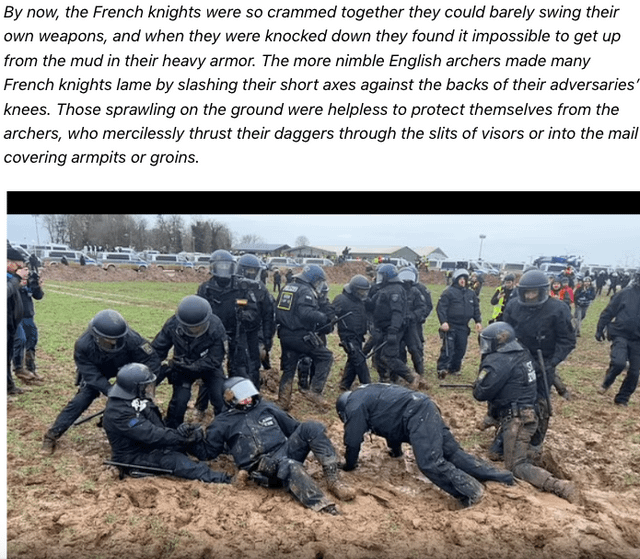 By now, the French knights were so crammed together they could barely swing their
own weapons, and when they were knocked down they found it impossible to get up
from the mud in their heavy armor. The more nimble English archers made many
French knights lame by slashing their short axes against the backs of their adversaries’
knees. Those sprawling on the ground were helpless to protect themselves from the
archers, who mercilessly thrust their daggers through the slits of visors or into the mail
covering armpits or groins.